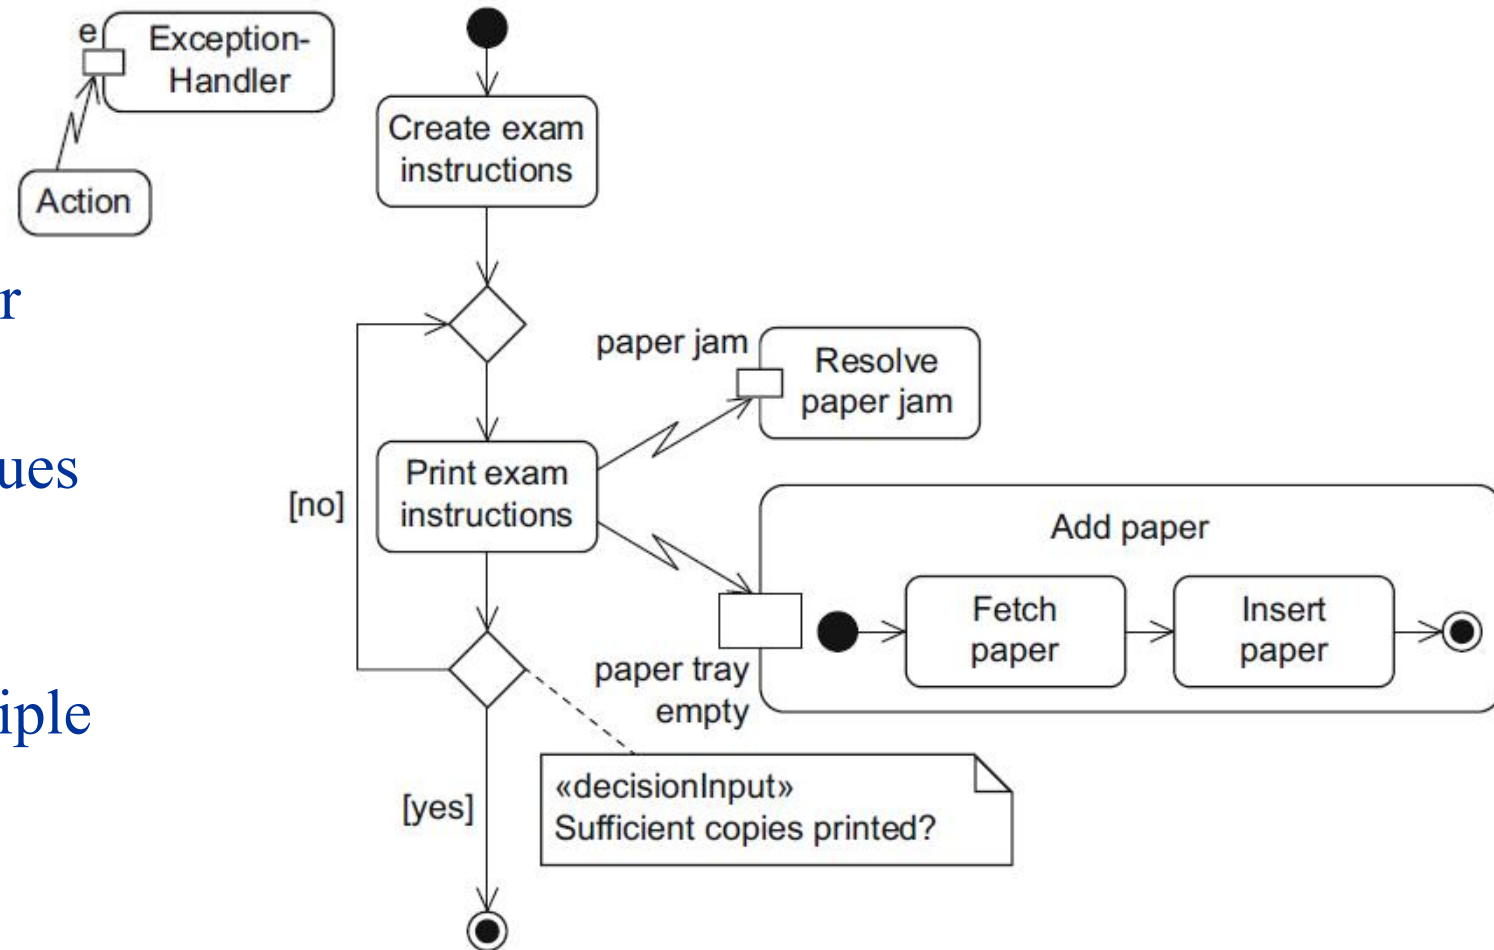 e
Exception-
Handler
Action
Create exam
instructions
r
paper jam
Resolve
paper jam
ues
[no]
Print exam
instructions
Add paper
Fetch
paper
Insert
paper
paper tray
empty
iple
[yes]
«decisionInput»
Sufficient copies printed?